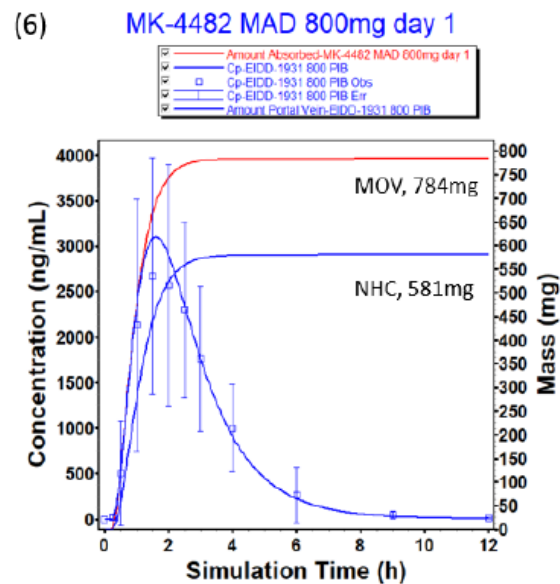 (6) MK-4482 MAD 800mg day 1
Amount Absorbed-MK-4482 MAD 800mg day 1
Cp-EIDD-1931 800 PIB
Cp-EIDD-1931 800 PIB Obs
Cp-EIDD-1931 800 PIB Err
Amount Portal Vein-EIDD-1931 800 PIB
Concentration (ng/mL)
4000
3500
3000
2500
2000
1500
1000
500
0
MOV, 784mg
NHC, 581mg
800
750
700
650
600
550
500
450
400
350
300
250
200
150
100
50
0
Mass (mg)
0 2 4 6 8 10 12
Simulation Time (h)